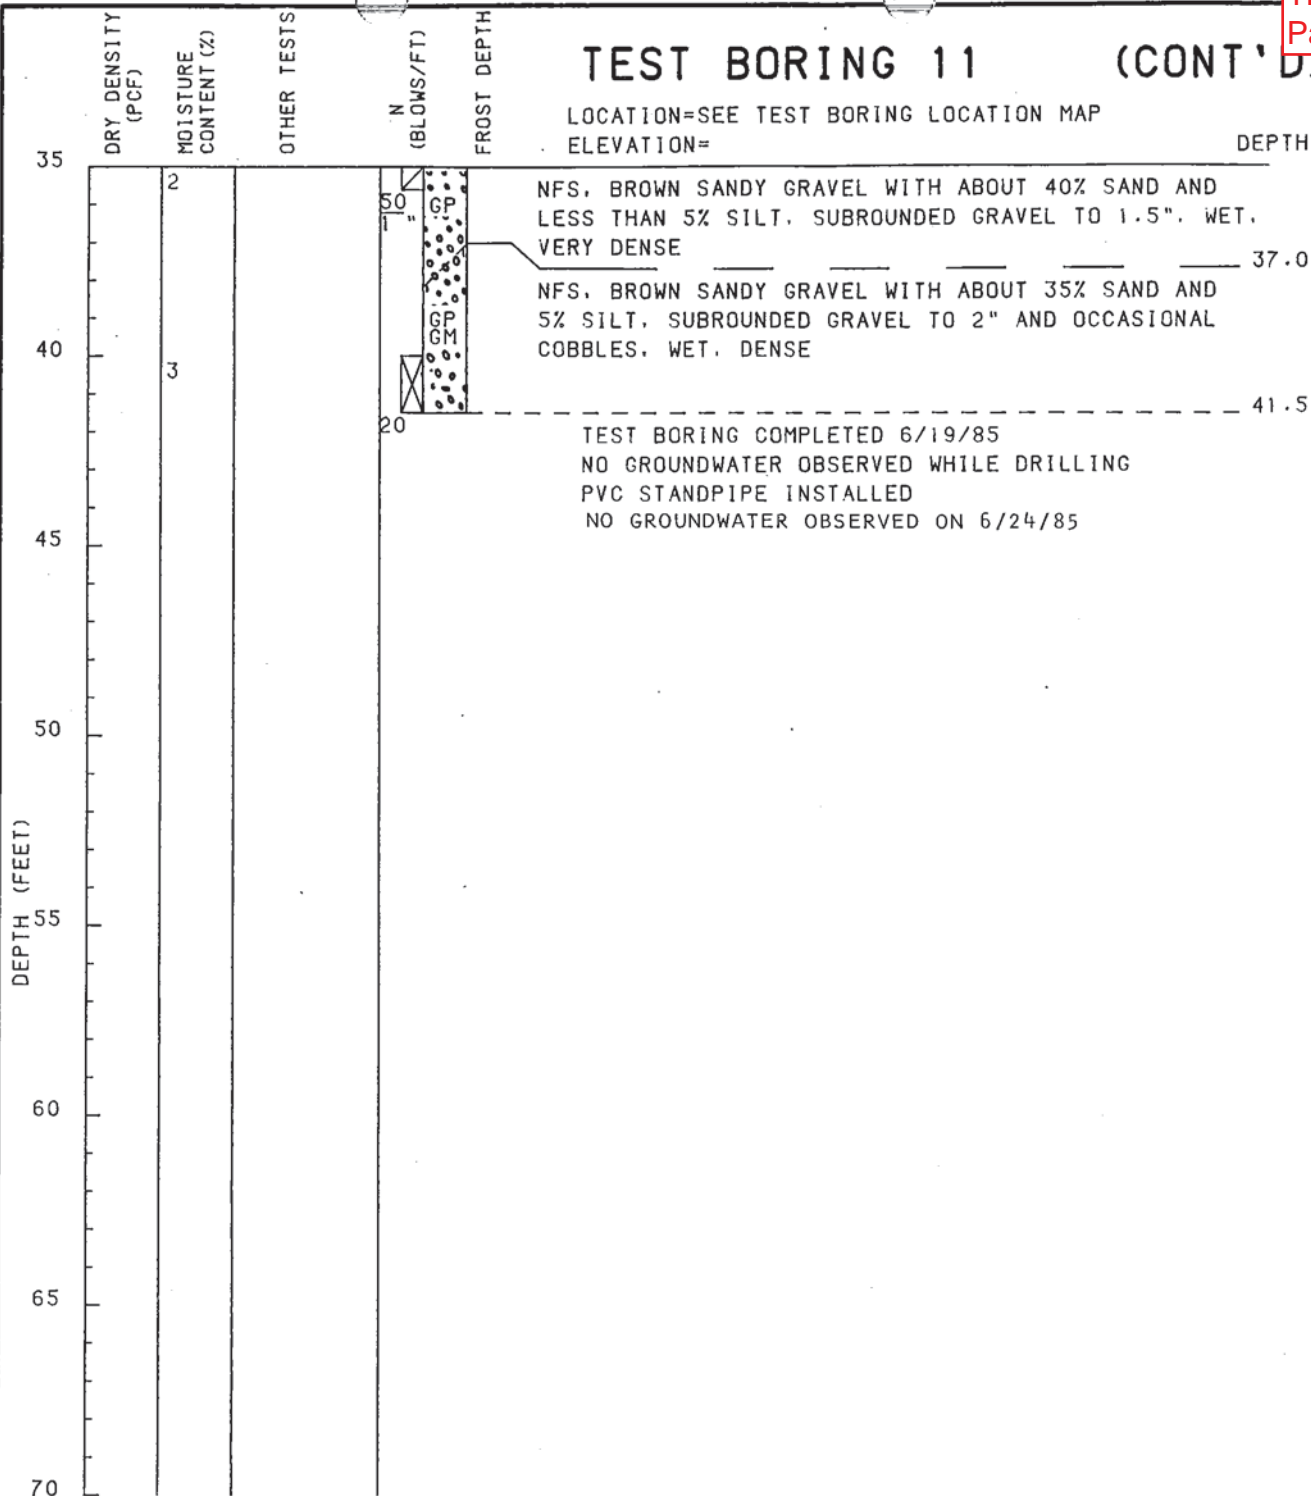 DRY DENSITY
(PCF)
MOISTURE
CONTENT (%)
OTHER TESTS
N
(BLOWS/FT)
FROST DEPTH
TEST BORING 11 (CONT'D.
LOCATION=SEE TEST BORING LOCATION MAP
ELEVATION= DEPTH
35
2
50
1 "
GP
NFS. BROWN SANDY GRAVEL WITH ABOUT 40% SAND AND
LESS THAN 5% SILT. SUBROUNDED GRAVEL TO 1.5". WET.
VERY DENSE
37.0
NFS. BROWN SANDY GRAVEL WITH ABOUT 35% SAND AND
5% SILT. SUBROUNDED GRAVEL TO 2" AND OCCASIONAL
COBBLES. WET. DENSE
GP
GM
40
3
41.5
20
TEST BORING COMPLETED 6/19/85
NO GROUNDWATER OBSERVED WHILE DRILLING
PVC STANDPIPE INSTALLED
NO GROUNDWATER OBSERVED ON 6/24/85
45
50
DEPTH (FEET)
55
60
65
70